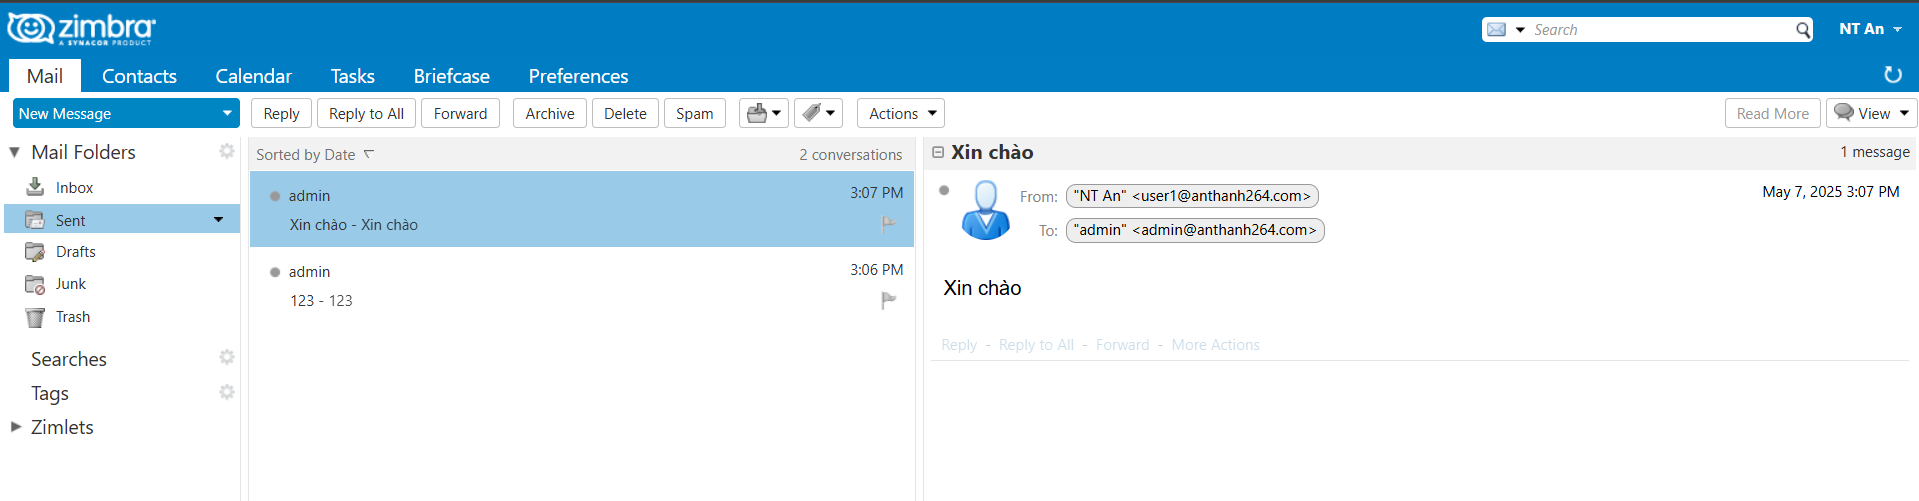 zimbra
A SYNACOR PRODUCT
Search
NT An
Mail
Contacts
Calendar
Tasks
Briefcase
Preferences
New Message
Reply
Reply to All
Forward
Archive
Delete
Spam
Actions
Read More
View
Mail Folders
Inbox
Sent
Drafts
Junk
Trash
Searches
Tags
Zimlets
Sorted by Date
2 conversations
admin
3:07 PM
Xin chào - Xin chào
admin
3:06 PM
123 - 123
Xin chào
1 message
From: "NT An" <user1@anthanh264.com>
May 7, 2025 3:07 PM
To: "admin" <admin@anthanh264.com>
Xin chào
Reply - Reply to All - Forward - More Actions